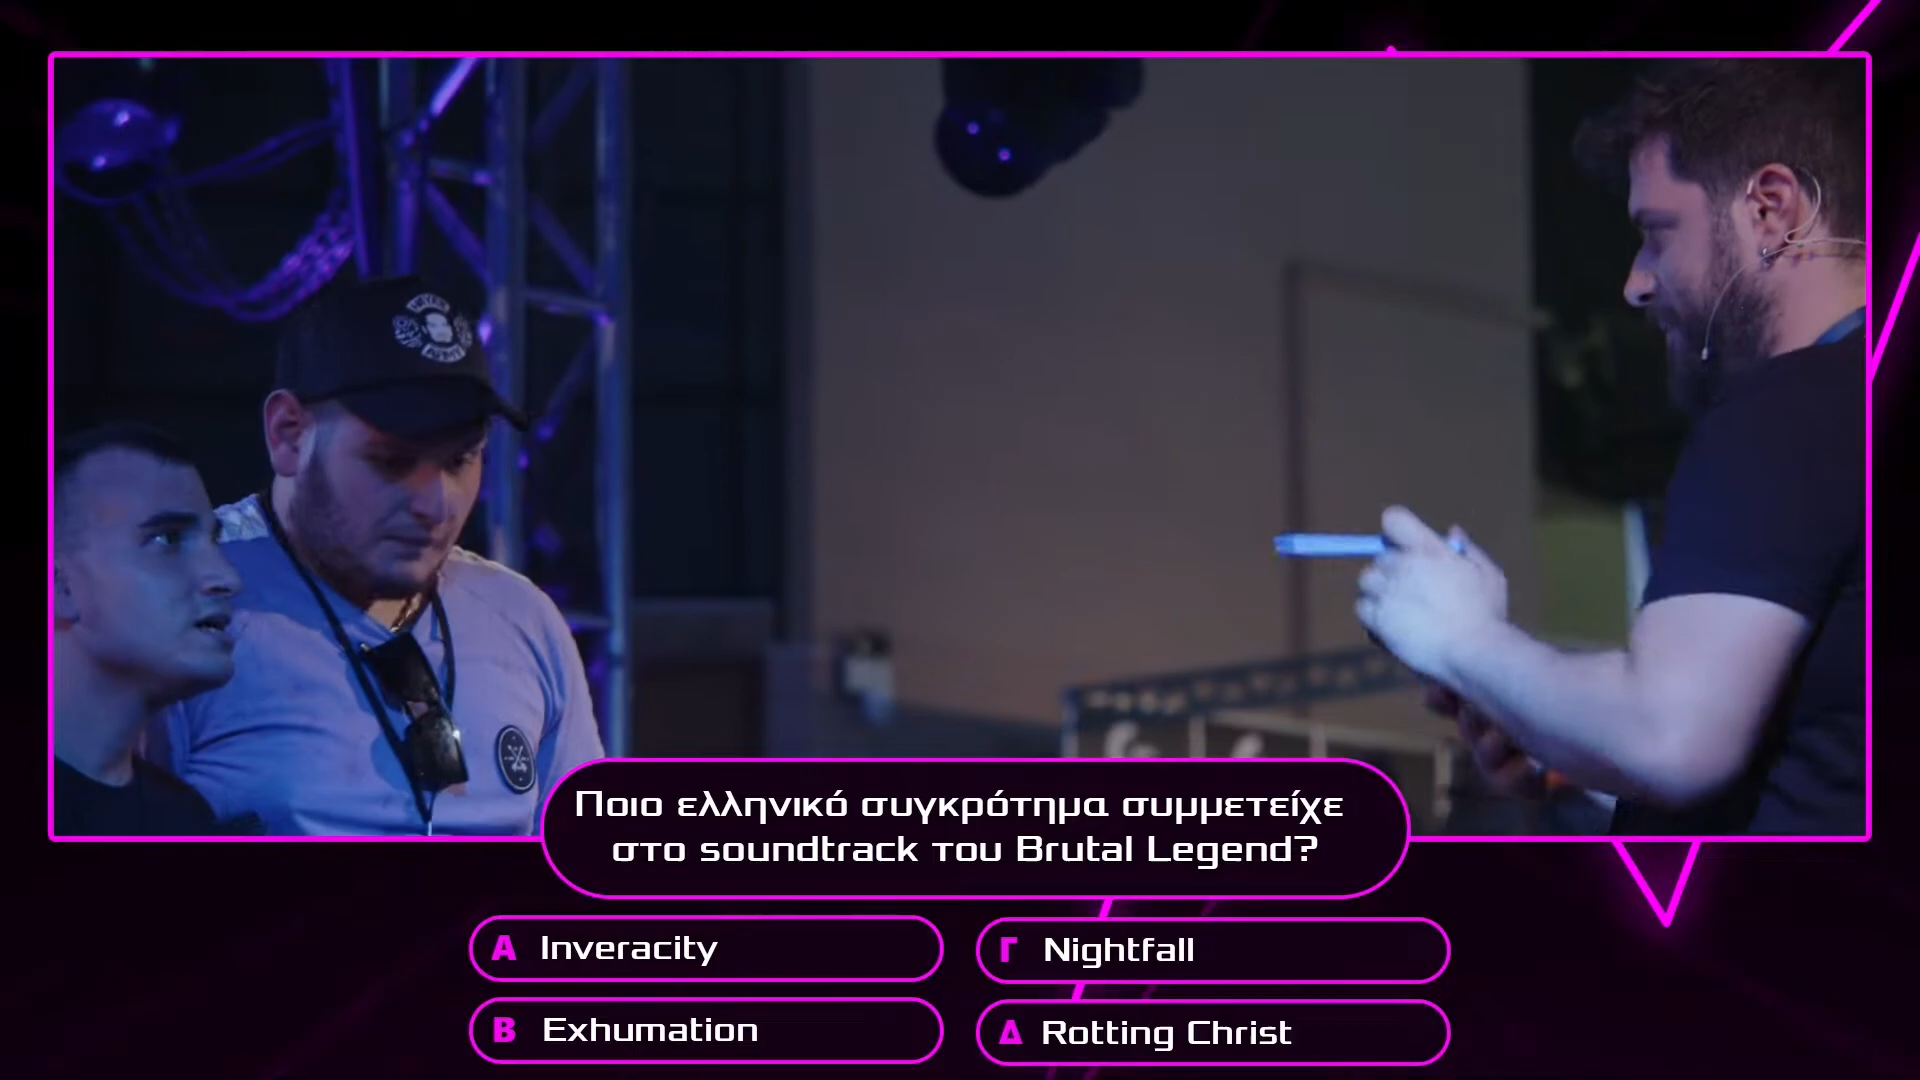 Ποιο ελληνικό συγκρότημα συμμετείχε
στο soundtrack του Brutal Legend?
Α Inveracity
Γ Nightfall
Β Exhumation
Δ Rotting Christ